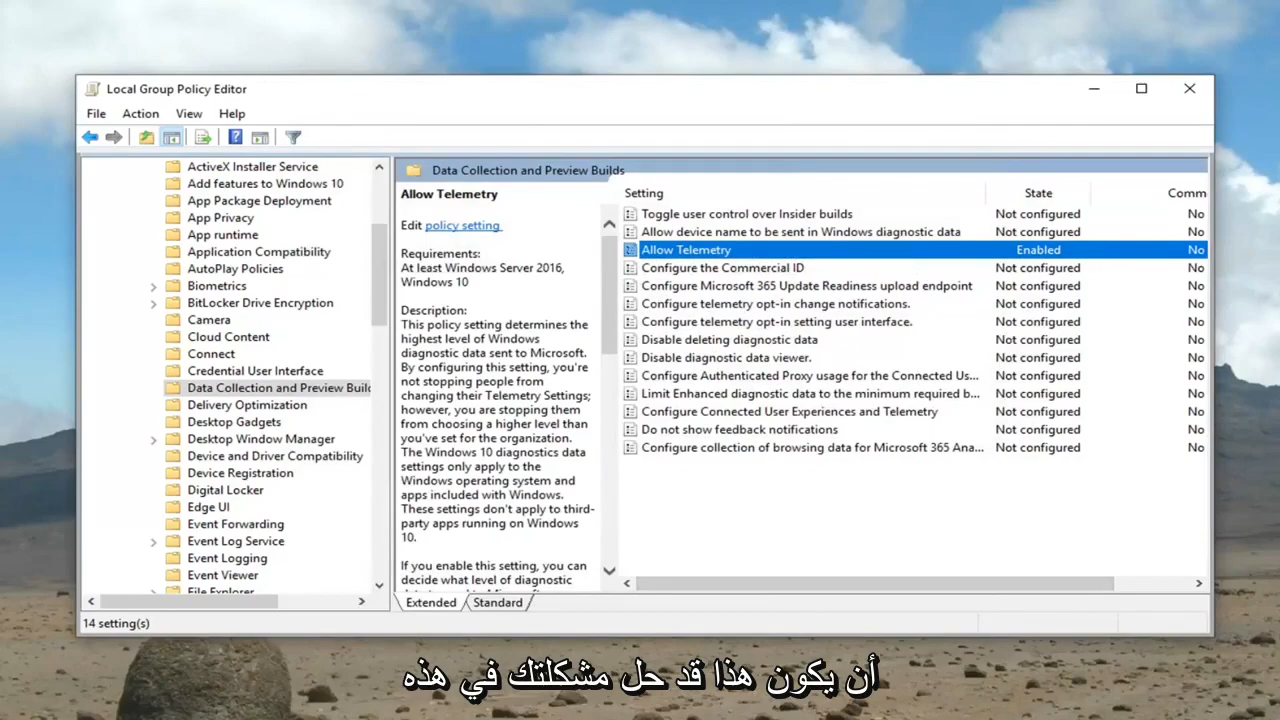 Local Group Policy Editor
File Action View Help
ActiveX Installer Service
Add features to Windows 10
App Package Deployment
App Privacy
App runtime
Application Compatibility
AutoPlay Policies
Biometrics
BitLocker Drive Encryption
Camera
Cloud Content
Connect
Credential User Interface
Data Collection and Preview Builc
Delivery Optimization
Desktop Gadgets
Desktop Window Manager
Device and Driver Compatibility
Device Registration
Digital Locker
Edge UI
Event Forwarding
Event Log Service
Event Logging
Event Viewer
File Explorer
Data Collection and Preview Builds
Allow Telemetry
Edit policy setting
Requirements:
At least Windows Server 2016,
Windows 10
Description:
This policy setting determines the
highest level of Windows
diagnostic data sent to Microsoft.
By configuring this setting, you're
not stopping people from
changing their Telemetry Settings;
however, you are stopping them
from choosing a higher level than
you've set for the organization.
The Windows 10 diagnostics data
settings only apply to the
Windows operating system and
apps included with Windows.
These settings don't apply to third-
party apps running on Windows
10.
If you enable this setting, you can
decide what level of diagnostic
Setting State Comm
Toggle user control over Insider builds Not configured No
Allow device name to be sent in Windows diagnostic data Not configured No
Allow Telemetry Enabled No
Configure the Commercial ID Not configured No
Configure Microsoft 365 Update Readiness upload endpoint Not configured No
Configure telemetry opt-in change notifications. Not configured No
Configure telemetry opt-in setting user interface. Not configured No
Disable deleting diagnostic data Not configured No
Disable diagnostic data viewer. Not configured No
Configure Authenticated Proxy usage for the Connected Us... Not configured No
Limit Enhanced diagnostic data to the minimum required b... Not configured No
Configure Connected User Experiences and Telemetry Not configured No
Do not show feedback notifications Not configured No
Configure collection of browsing data for Microsoft 365 Ana... Not configured No
Extended Standard
14 setting(s)
أن يكون هذا قد حل مشكلتك في هذه